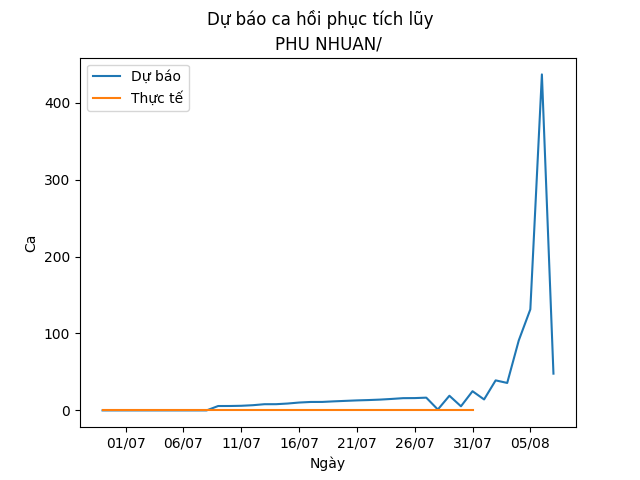 Dự báo ca hồi phục tích lũy
PHU NHUAN/
Dự báo
Thực tế
Ca
400
300
200
100
0
01/07 06/07 11/07 16/07 21/07 26/07 31/07 05/08
Ngày